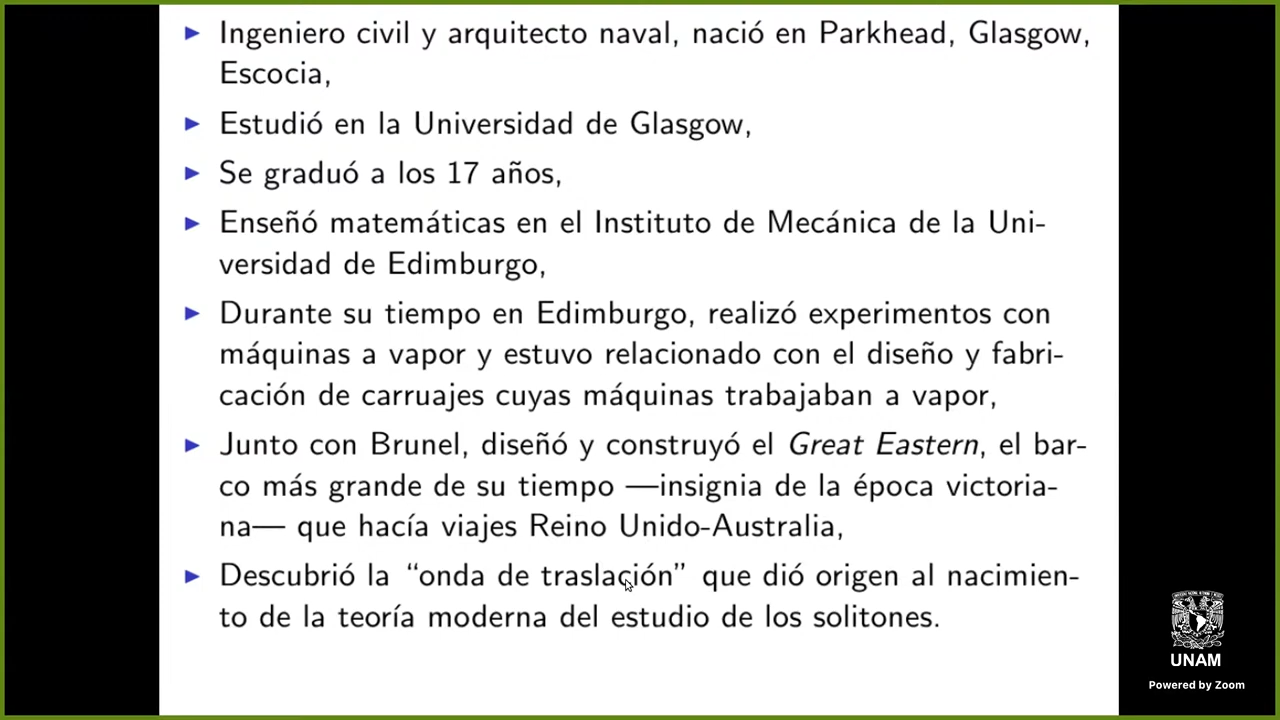 Ingeniero civil y arquitecto naval, nació en Parkhead, Glasgow,
Escocia,
Estudió en la Universidad de Glasgow,
Se graduó a los 17 años,
Enseñó matemáticas en el Instituto de Mecánica de la Uni-
versidad de Edimburgo,
Durante su tiempo en Edimburgo, realizó experimentos con
máquinas a vapor y estuvo relacionado con el diseño y fabri-
cación de carruajes cuyas máquinas trabajaban a vapor,
Junto con Brunel, diseñó y construyó el Great Eastern, el bar-
co más grande de su tiempo —insignia de la época victoria-
na— que hacía viajes Reino Unido-Australia,
Descubrió la “onda de traslación” que dió origen al nacimien-
to de la teoría moderna del estudio de los solitones.
UNAM
Powered by Zoom